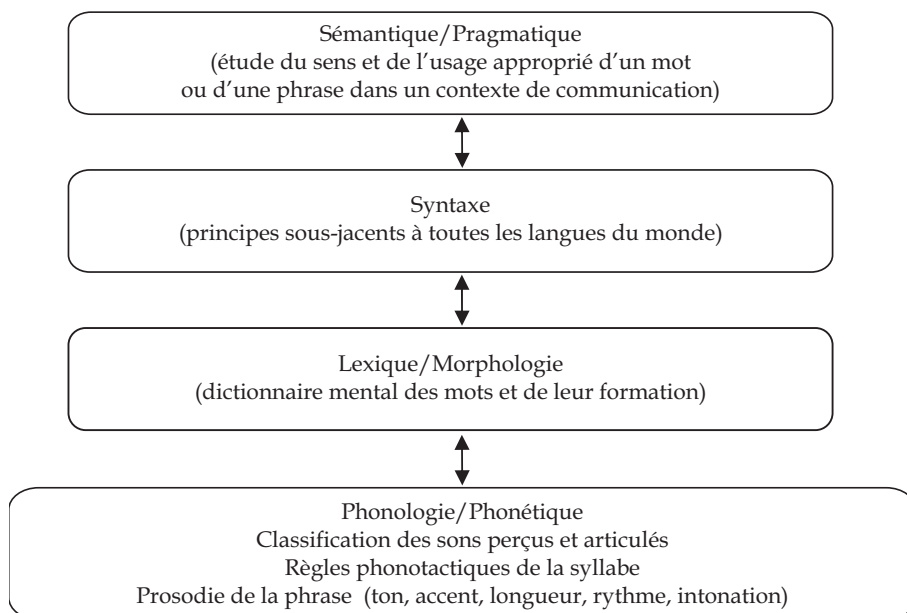 Sémantique/Pragmatique
(étude du sens et de l’usage approprié d’un mot
ou d’une phrase dans un contexte de communication)
Syntaxe
(principes sous-jacents à toutes les langues du monde)
Lexique/Morphologie
(dictionnaire mental des mots et de leur formation)
Phonologie/Phonétique
Classification des sons perçus et articulés
Règles phonotactiques de la syllabe
Prosodie de la phrase (ton, accent, longueur, rythme, intonation)